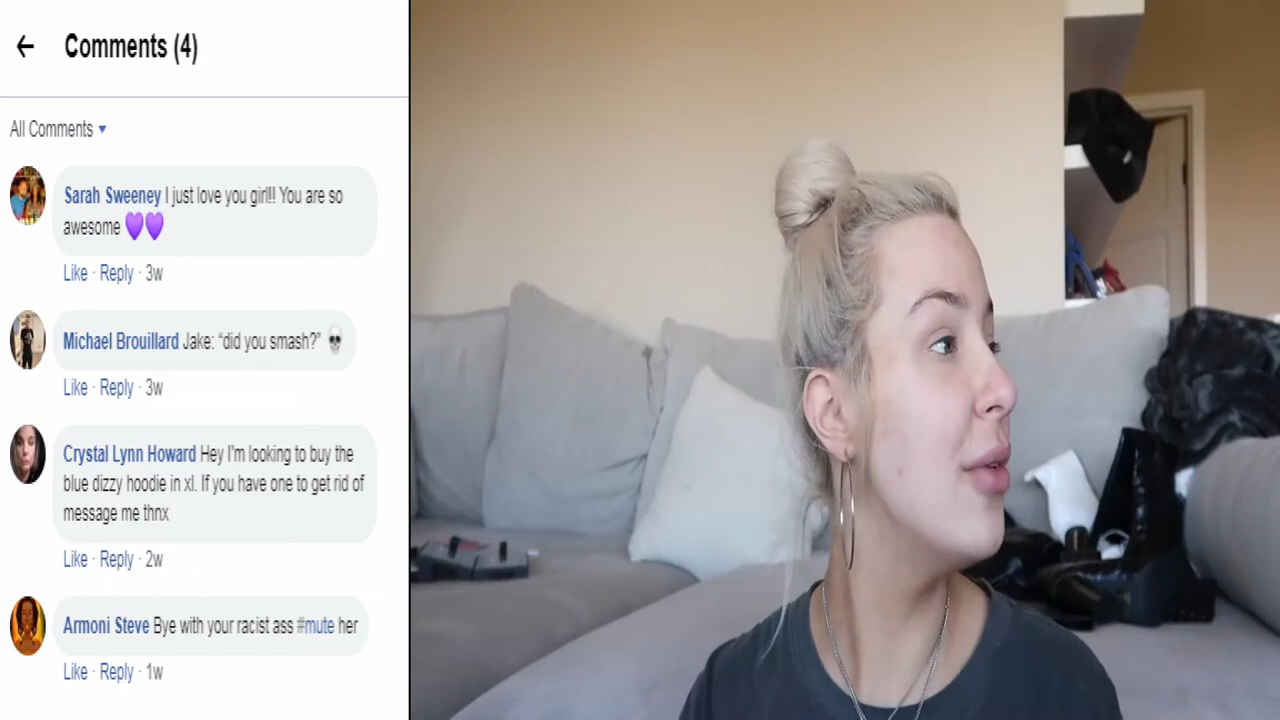 Comments (4)
All Comments
Sarah Sweeney I just love you girl!! You are so
awesome 💜💜
Like · Reply · 3w
Michael Brouillard Jake: “did you smash?” 💀
Like · Reply · 3w
Crystal Lynn Howard Hey I'm looking to buy the
blue dizzy hoodie in xl. If you have one to get rid of
message me thnx
Like · Reply · 2w
Armoni Steve Bye with your racist ass #mute her
Like · Reply · 1w